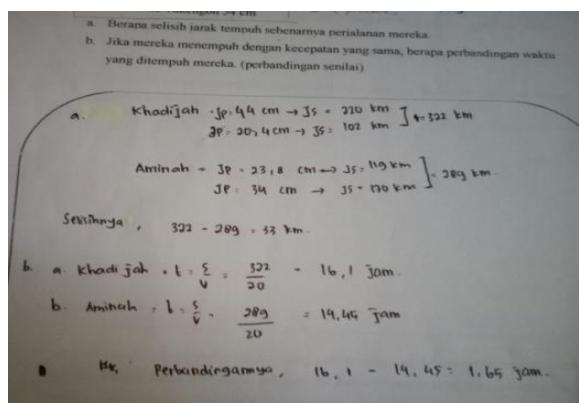 Takengon 34 cm
a. Berapa selisih jarak tempuh sebenarnya perjalanan mereka.
b. Jika mereka menempuh dengan kecepatan yang sama, berapa perbandingan waktu
yang ditempuh mereka. (perbandingan senilai)
a. Khadijah - Jp: 44 cm → Js = 220 km
Jp = 20,4 cm → Js = 102 km ] = 322 km
Aminah - Jp = 23,8 cm → Js = 119 km
Jp = 34 cm → Js = 170 km ] = 289 km.
Selisihnya, 322 - 289 = 33 km.
b. a. Khadijah = t = s/v = 322/20 = 16,1 Jam.
b. Aminah = t = s/v = 289/20 = 14,45 Jam
Perbandingannya, 16,1 - 14,45 = 1,65 jam.